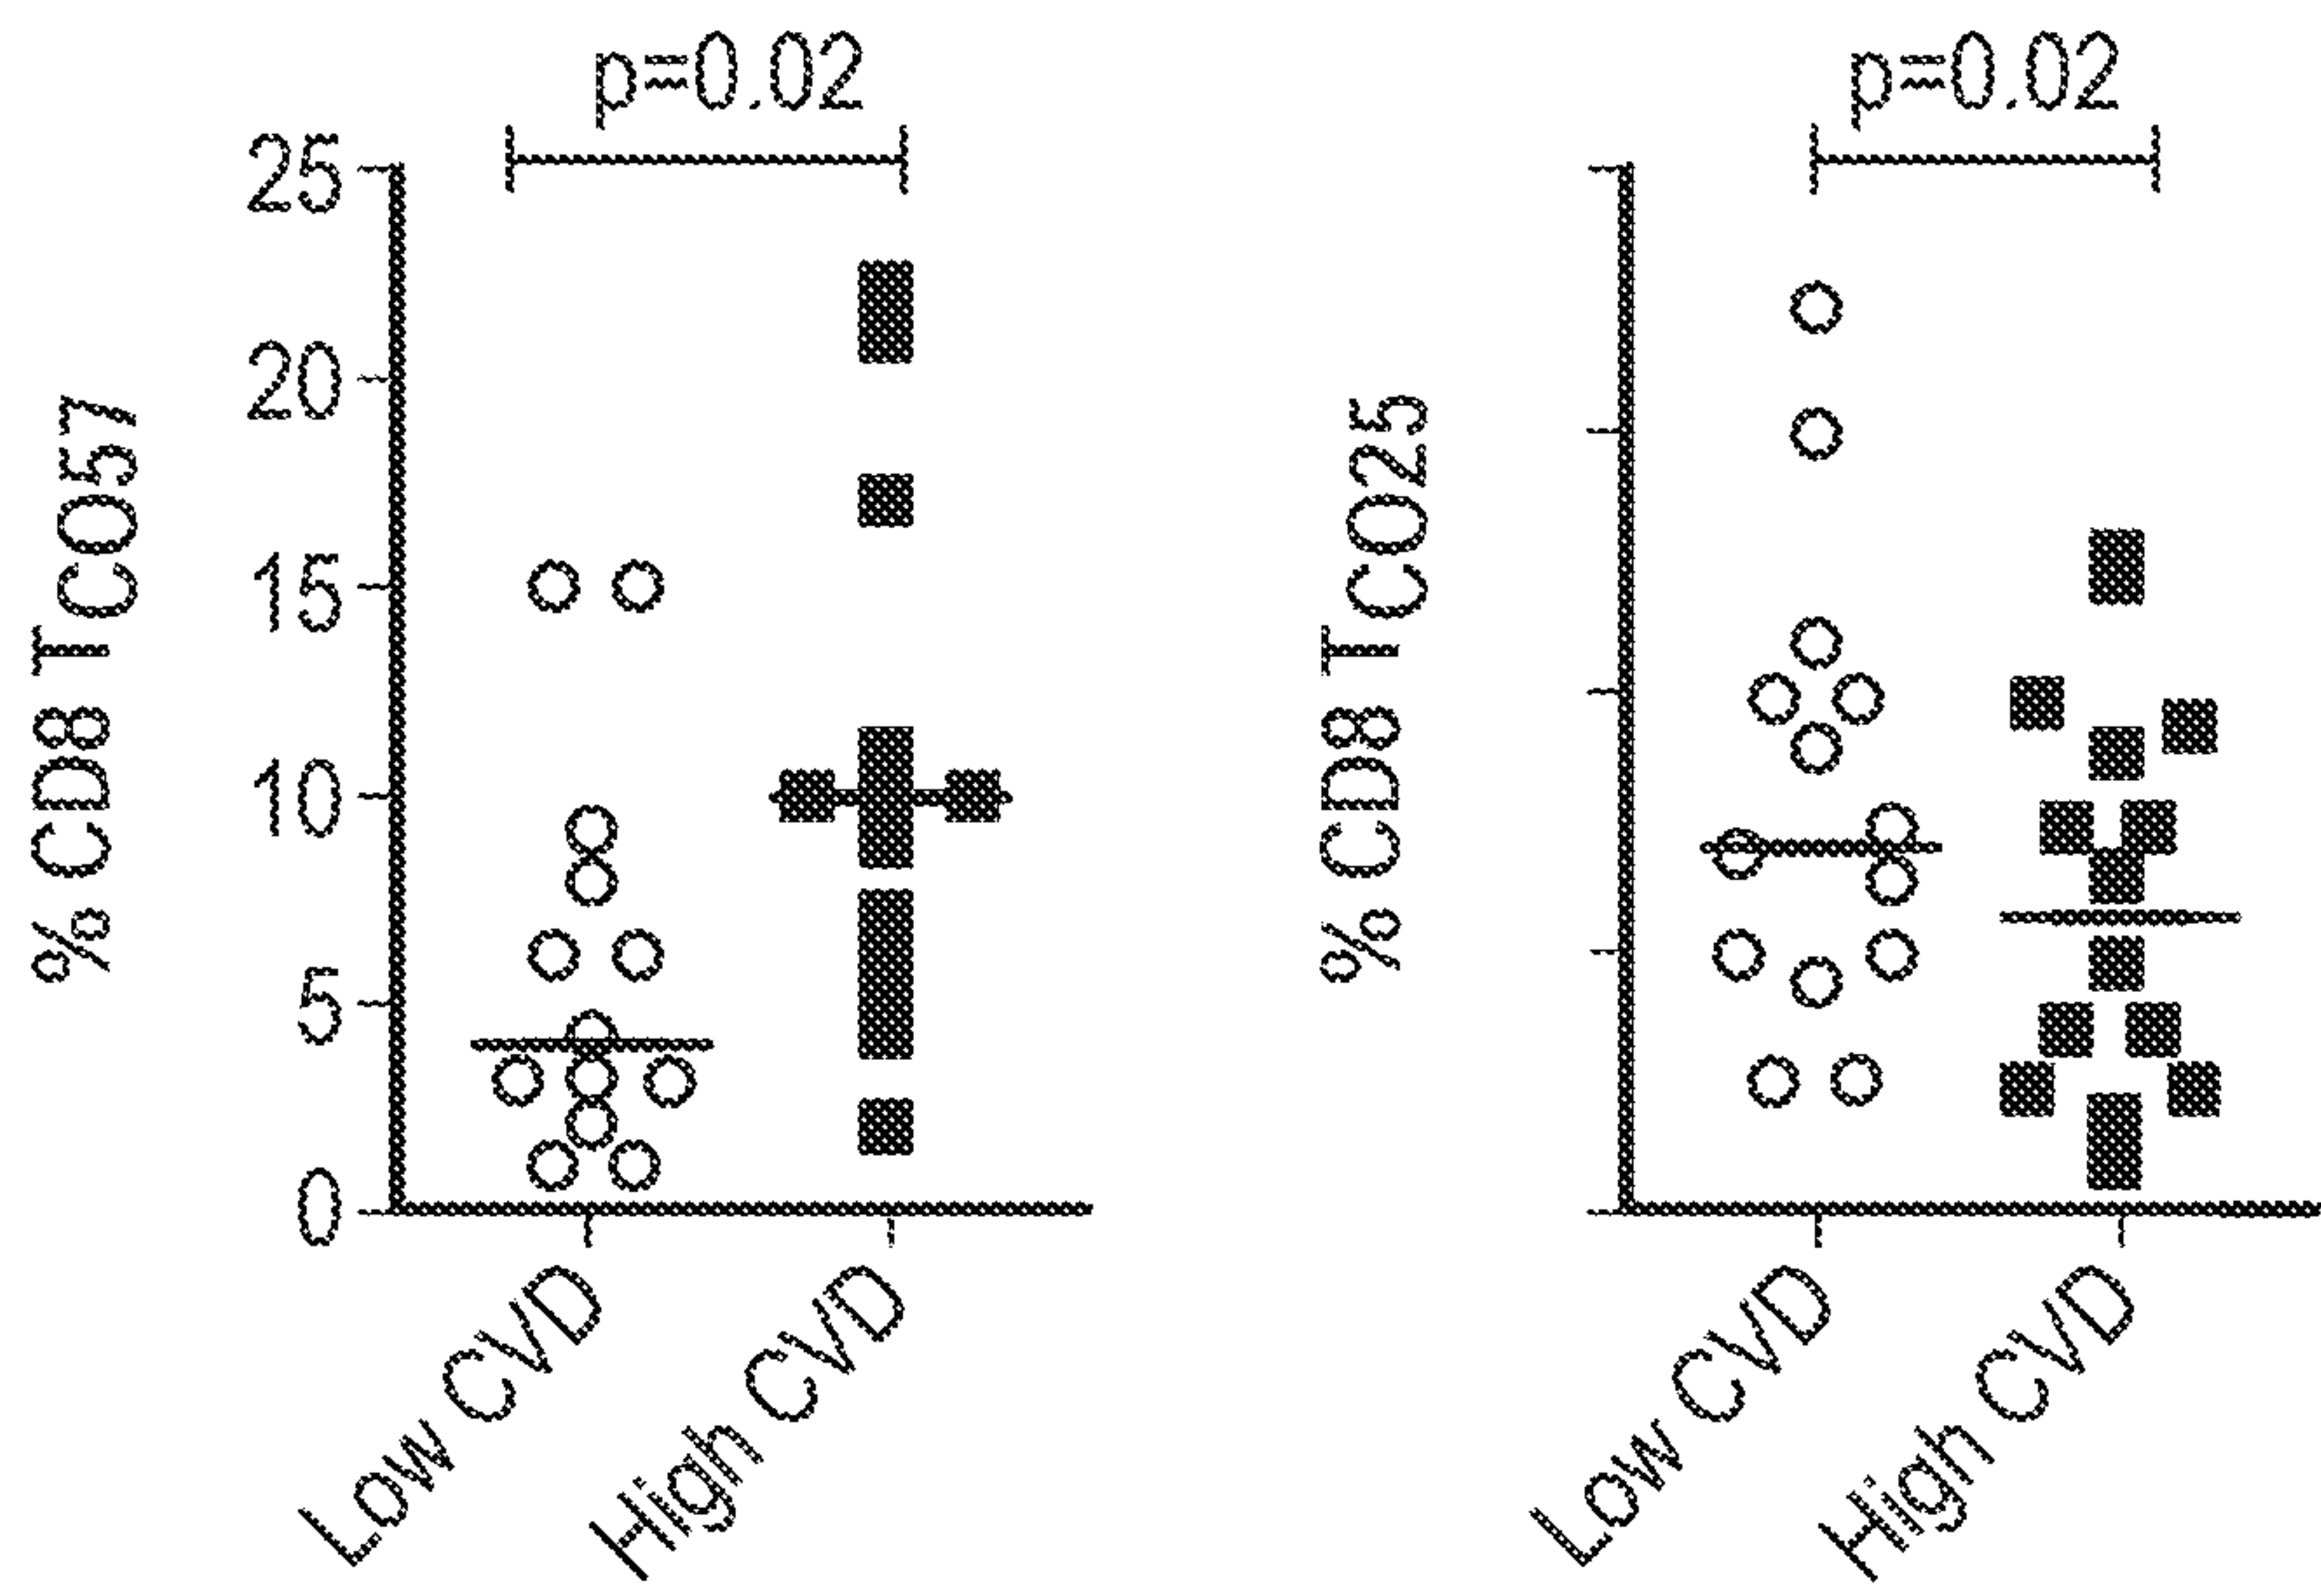 p=0.02
25
20
15
10
5
0
% CD8 TCO57
Low CVD
High CVD
p=0.02
% CD8 TCO25
Low CVD
High CVD